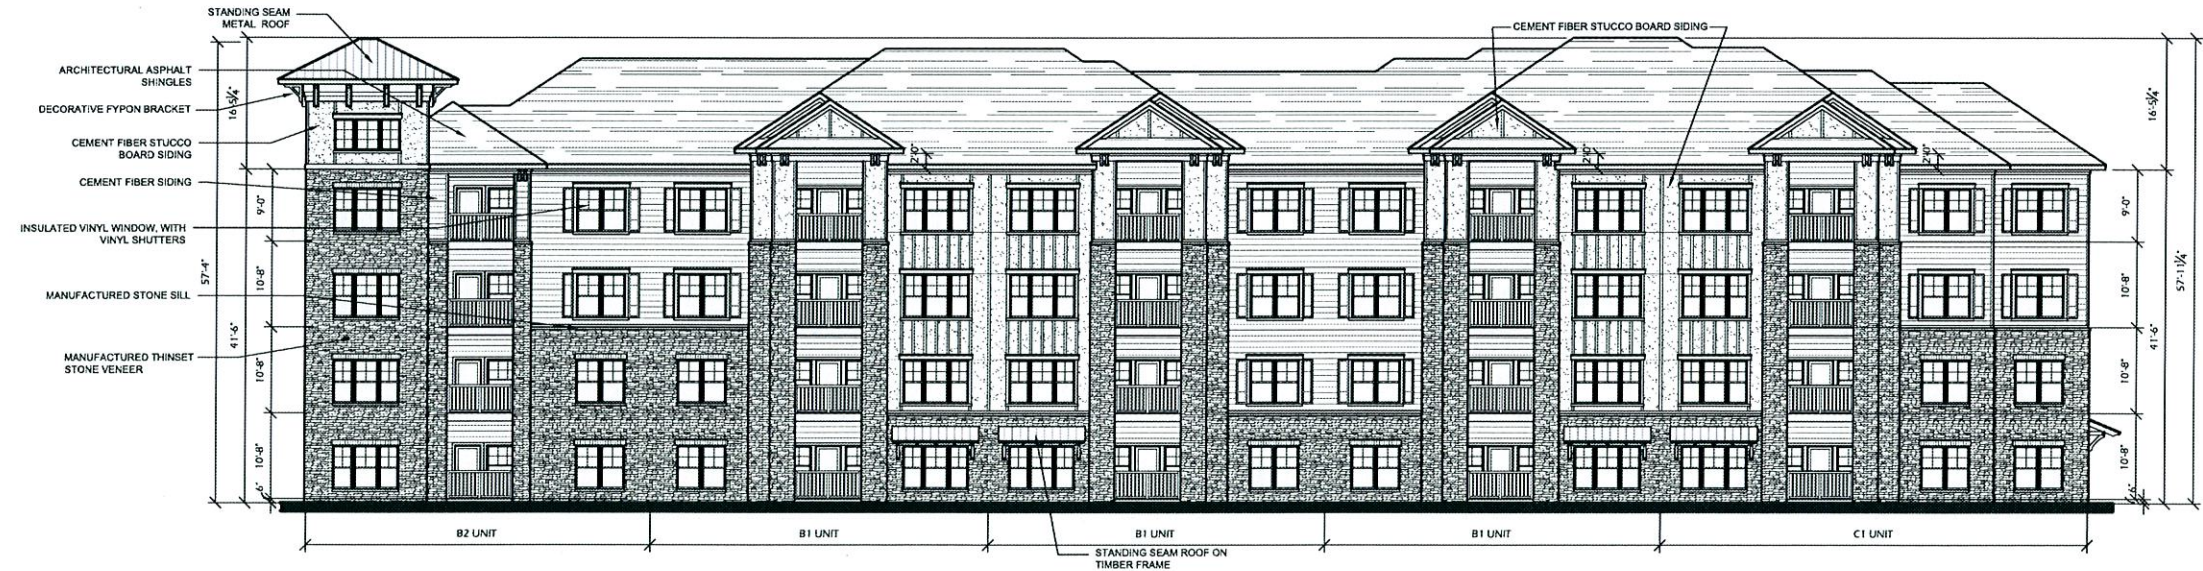 STANDING SEAM
METAL ROOF
ARCHITECTURAL ASPHALT
SHINGLES
DECORATIVE FYPON BRACKET
CEMENT FIBER STUCCO
BOARD SIDING
CEMENT FIBER SIDING
INSULATED VINYL WINDOW, WITH
VINYL SHUTTERS
MANUFACTURED STONE SILL
MANUFACTURED THINSET
STONE VENEER
57'-4"
16'-5¼"
41'-6"
9'-0"
10'-8"
10'-8"
10'-8"
6"
CEMENT FIBER STUCCO BOARD SIDING
2'-0"
2'-0"
2'-0"
16'-5¼"
9'-0"
10'-8"
10'-8"
10'-8"
6"
41'-6"
57'-11¼"
B2 UNIT
B1 UNIT
B1 UNIT
B1 UNIT
C1 UNIT
STANDING SEAM ROOF ON
TIMBER FRAME